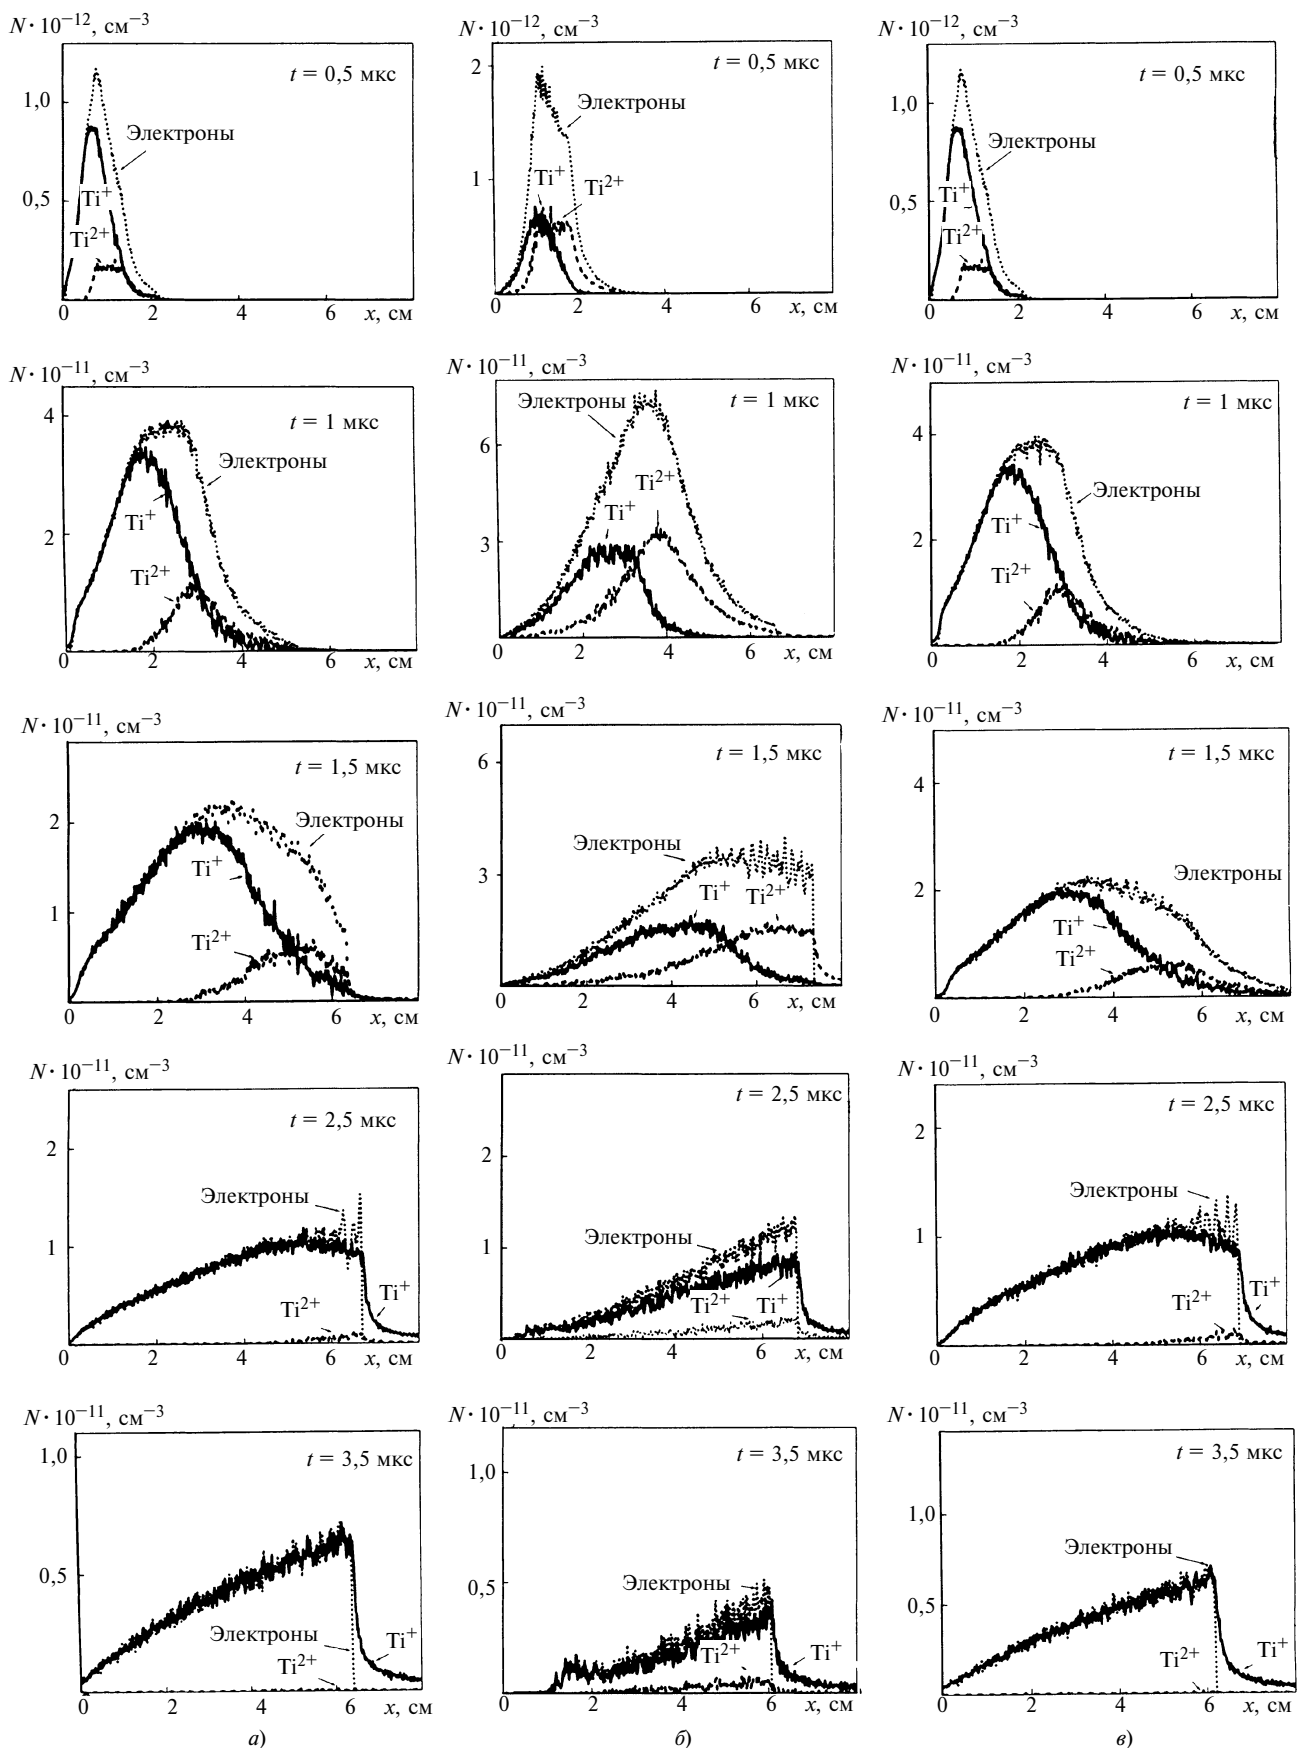 N · 10⁻¹², см⁻³
1,0
0,5
t = 0,5 мкс
Электроны
Ti⁺
Ti²⁺
0 2 4 6 x, см
N · 10⁻¹², см⁻³
2
1
t = 0,5 мкс
Электроны
Ti⁺
Ti²⁺
0 2 4 6 x, см
N · 10⁻¹², см⁻³
1,0
0,5
t = 0,5 мкс
Электроны
Ti⁺
Ti²⁺
0 2 4 6 x, см
N · 10⁻¹¹, см⁻³
4
2
t = 1 мкс
Электроны
Ti⁺
Ti²⁺
0 2 4 6 x, см
N · 10⁻¹¹, см⁻³
6
3
Электроны
t = 1 мкс
Ti²⁺
Ti⁺
0 2 4 6 x, см
N · 10⁻¹¹, см⁻³
4
2
t = 1 мкс
Электроны
Ti⁺
Ti²⁺
0 2 4 6 x, см
N · 10⁻¹¹, см⁻³
2
1
t = 1,5 мкс
Электроны
Ti⁺
Ti²⁺
0 2 4 6 x, см
N · 10⁻¹¹, см⁻³
6
3
t = 1,5 мкс
Электроны
Ti⁺
Ti²⁺
0 2 4 6 x, см
N · 10⁻¹¹, см⁻³
4
2
t = 1,5 мкс
Электроны
Ti⁺
Ti²⁺
0 2 4 6 x, см
N · 10⁻¹¹, см⁻³
2
1
t = 2,5 мкс
Электроны
Ti²⁺
Ti⁺
0 2 4 6 x, см
N · 10⁻¹¹, см⁻³
2
1
t = 2,5 мкс
Электроны
Ti²⁺
Ti⁺
0 2 4 6 x, см
N · 10⁻¹¹, см⁻³
2
1
t = 2,5 мкс
Электроны
Ti²⁺
Ti⁺
0 2 4 6 x, см
N · 10⁻¹¹, см⁻³
1,0
0,5
t = 3,5 мкс
Электроны
Ti²⁺
Ti⁺
0 2 4 6 x, см
а)
N · 10⁻¹¹, см⁻³
1,0
0,5
t = 3,5 мкс
Электроны
Ti²⁺
Ti⁺
0 2 4 6 x, см
б)
N · 10⁻¹¹, см⁻³
1,0
0,5
0
t = 3,5 мкс
Электроны
Ti²⁺
Ti⁺
0 2 4 6 x, см
в)